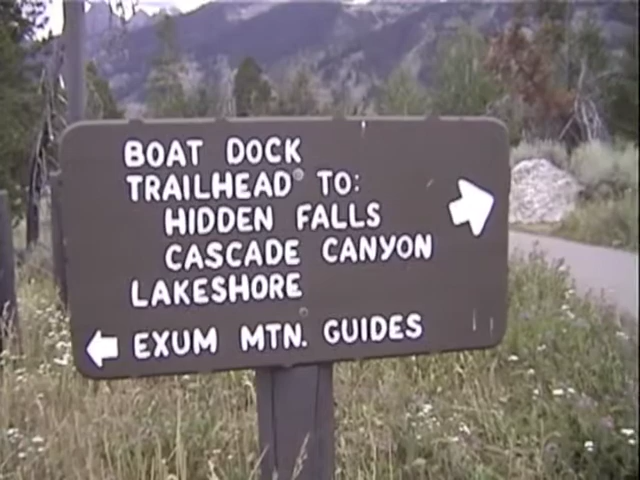 BOAT DOCK
TRAILHEAD TO:
HIDDEN FALLS
CASCADE CANYON
LAKESHORE
EXUM MTN. GUIDES